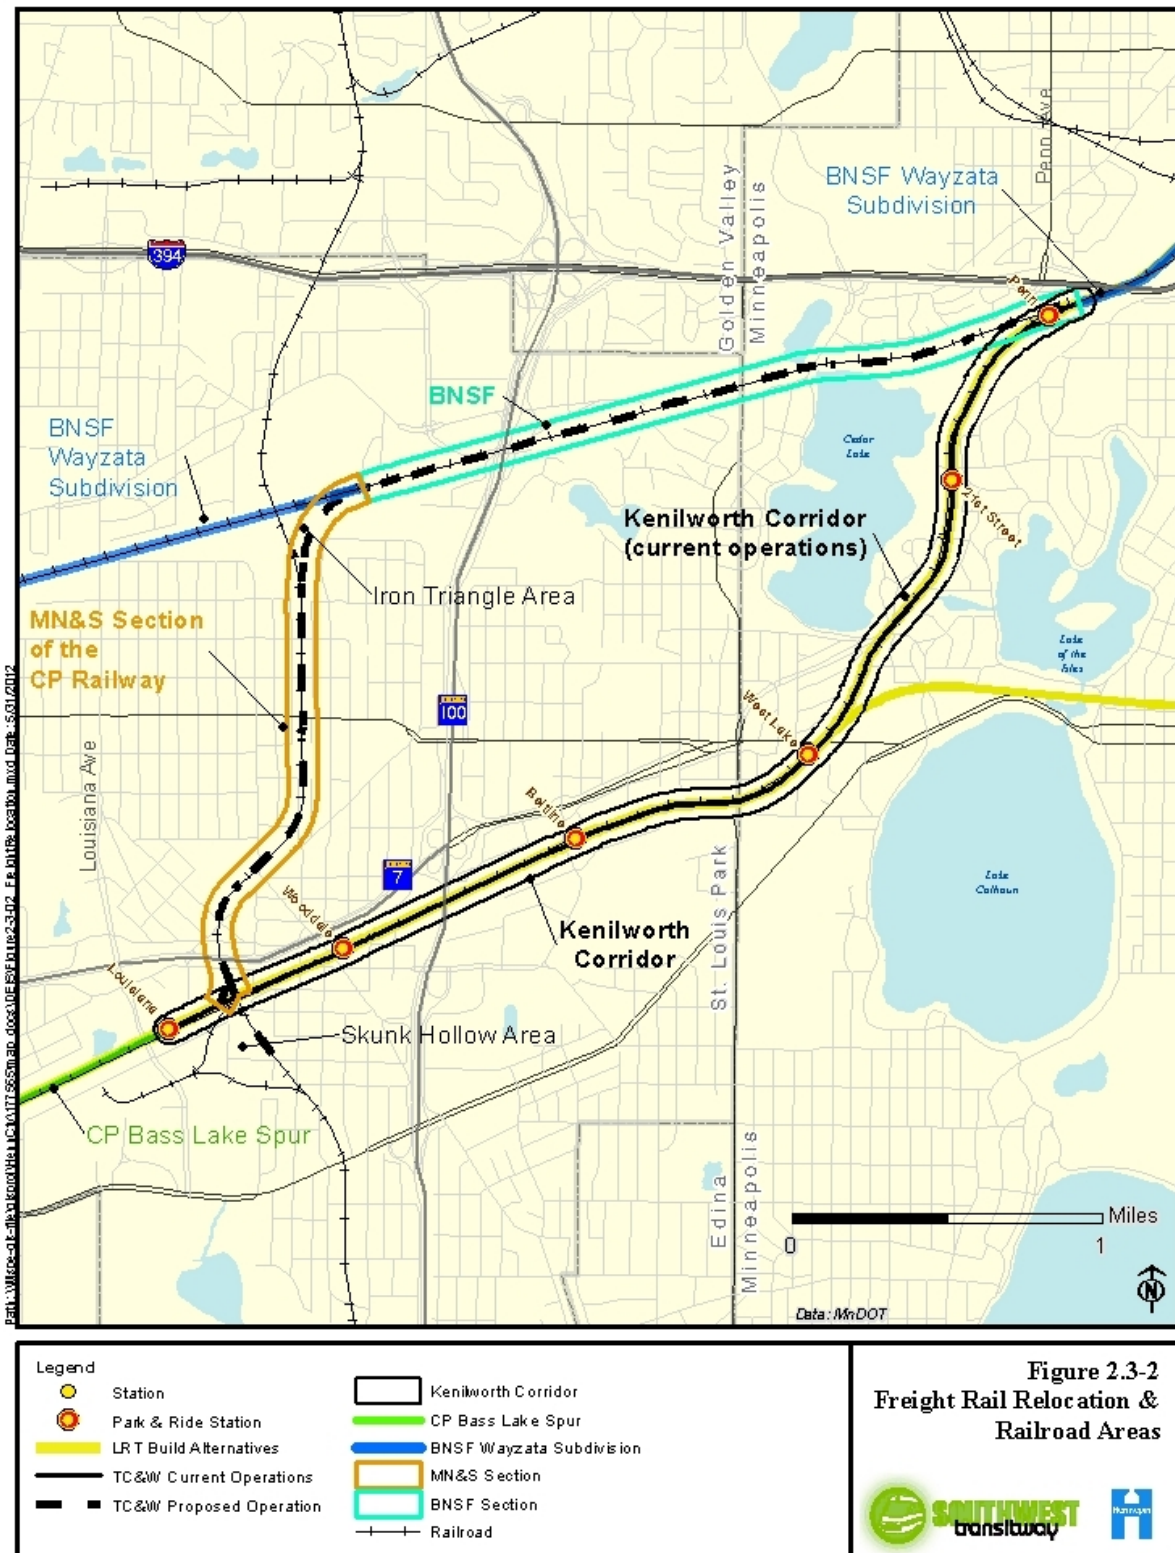 Penn Ave
BNSF Wayzata
Subdivision
Golden Valley
Minneapolis
394
Penn
BNSF
BNSF
Wayzata
Subdivision
Cedar
Lake
21st Street
Kenilworth Corridor
(current operations)
Iron Triangle Area
MN&S Section
of the
CP Railway
Lake
of the
Isles
100
West Lake
Louisiana Ave
Beltline
7
Lake
Calhoun
St. Louis Park
Wooddale
Kenilworth
Corridor
Louisiana
Skunk Hollow Area
CP Bass Lake Spur
Edina
Minneapolis
Miles
0
1
N
Data: MnDOT
Legend
Station
Park & Ride Station
LRT Build Alternatives
TC&W Current Operations
TC&W Proposed Operation
Kenilworth Corridor
CP Bass Lake Spur
BNSF Wayzata Subdivision
MN&S Section
BNSF Section
Railroad
Figure 2.3-2
Freight Rail Relocation &
Railroad Areas
SOUTHWEST
transitway
Hennepin